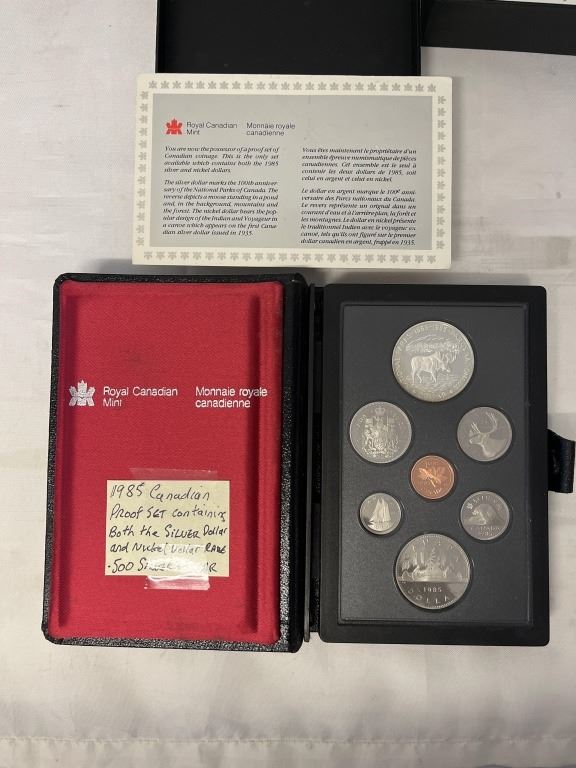 Royal Canadian
Mint
Monnaie royale
canadienne
You are now the possessor of a proof set of
Canadian coinage. This is the only set
available which contains both the 1985
silver and nickel dollars.
The silver dollar marks the 100th anniver-
sary of the National Parks of Canada. The
reverse depicts a moose standing in a pond
and, in the background, mountains and
the forest. The nickel dollar bears the pop-
ular design of the Indian and Voyageur in
a canoe which appears on the first Cana-
dian silver dollar issued in 1935.
Vous êtes maintenant le propriétaire d'un
ensemble épreuve numismatique de pièces
canadiennes. Cet ensemble est le seul à
contenir les deux dollars de 1985, soit
celui en argent et celui en nickel.
Le dollar en argent marque le 100e anni-
versaire des Parcs nationaux du Canada.
Le revers représente un orignal dans un
courant d'eau et à l'arrière plan, la forêt et
les montagnes. Le dollar en nickel présente
le traditionnel Indien avec le voyageur en
canoë, tels qu'ils ont figuré sur le premier
dollar canadien en argent, frappé en 1935.
Royal Canadian
Mint
Monnaie royale
canadienne
1985 Canadian
Proof SET containing
Both the SILVER Dollar
and Nickel Dollar RARE
.500 SILVER
1885-1985
CANADA
1985
DOLLAR